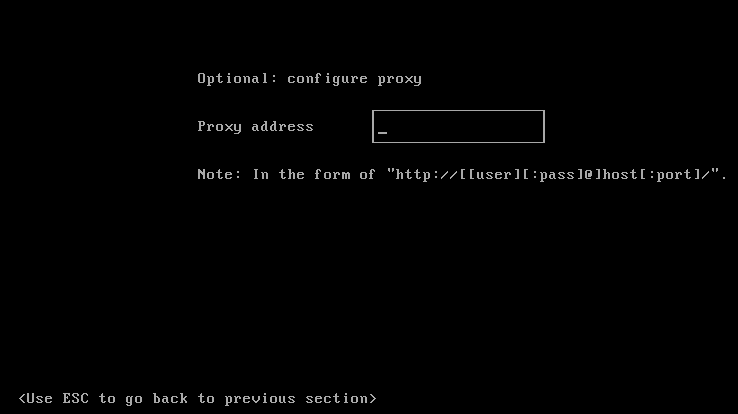 Optional: configure proxy
Proxy address
Note: In the form of "http://[[user][:pass]@]host[:port]/".
<Use ESC to go back to previous section>